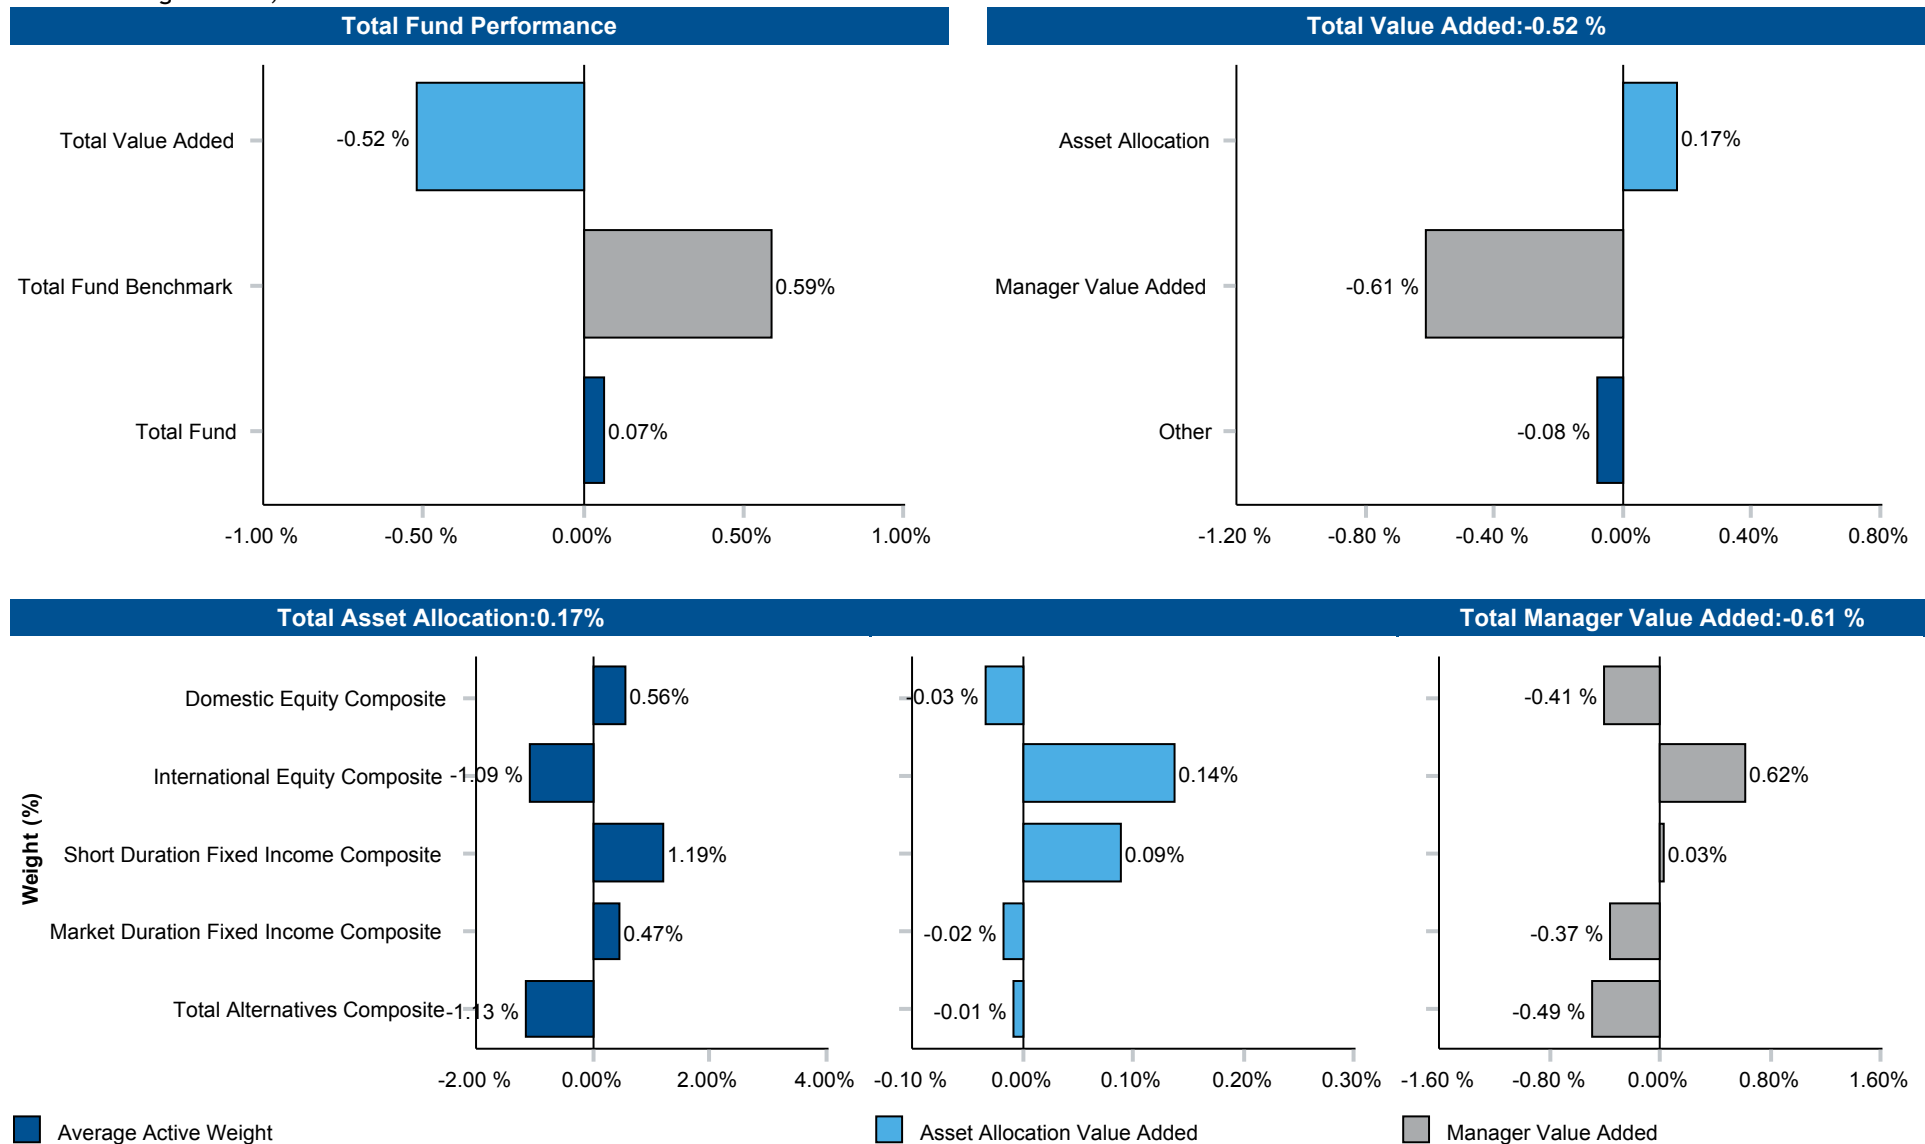 Total Fund Performance
Total Value Added:-0.52 %
Total Value Added
-0.52 %
Total Fund Benchmark
0.59%
Total Fund
0.07%
-1.00 %
-0.50 %
0.00%
0.50%
1.00%
Asset Allocation
0.17%
Manager Value Added
-0.61 %
Other
-0.08 %
-1.20 %
-0.80 %
-0.40 %
0.00%
0.40%
0.80%
Total Asset Allocation:0.17%
Total Manager Value Added:-0.61 %
Weight (%)
Domestic Equity Composite
0.56%
International Equity Composite
-1.09 %
Short Duration Fixed Income Composite
1.19%
Market Duration Fixed Income Composite
0.47%
Total Alternatives Composite
-1.13 %
-2.00 %
0.00%
2.00%
4.00%
-0.03 %
0.14%
0.09%
-0.02 %
-0.01 %
-0.10 %
0.00%
0.10%
0.20%
0.30%
-0.41 %
0.62%
0.03%
-0.37 %
-0.49 %
-1.60 %
-0.80 %
0.00%
0.80%
1.60%
Average Active Weight
Asset Allocation Value Added
Manager Value Added